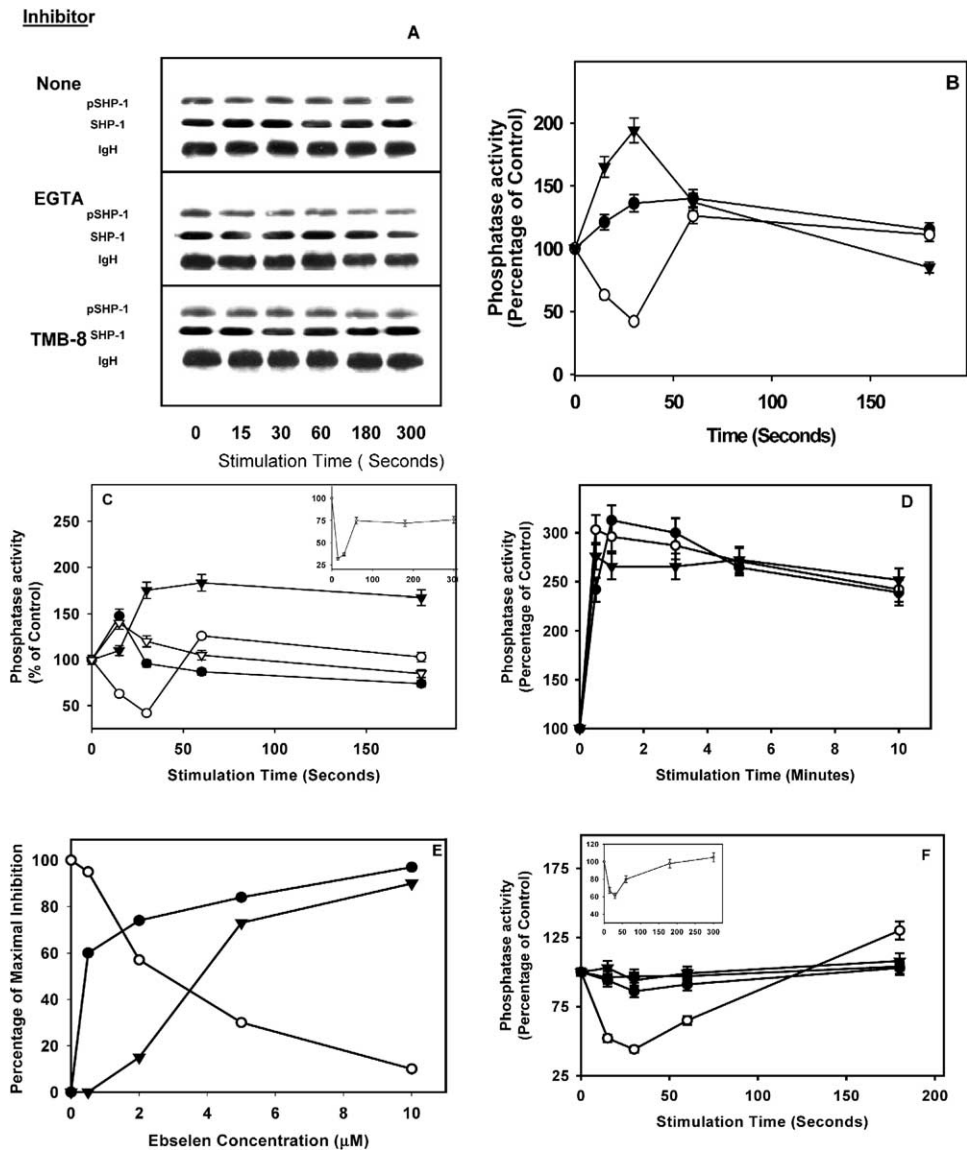 Inhibitor
A
None
pSHP-1
SHP-1
IgH
EGTA
pSHP-1
SHP-1
IgH
pSHP-1
TMB-8 SHP-1
IgH
0 15 30 60 180 300
Stimulation Time ( Seconds)
B
Phosphatase activity
(Percentage of Control)
200
150
100
50
0
0 50 100 150
Time (Seconds)
C
Phosphatase activity
(% of Control)
250
200
150
100
50
0 50 100 150
Stimulation Time (Seconds)
100
75
50
25
0 100 200 300
D
Phosphatase activity
(Percentage of Control)
300
250
200
150
100
0 2 4 6 8 10
Stimulation Time (Minutes)
E
Percentage of Maximal Inhibition
100
80
60
40
20
0
0 2 4 6 8 10
Ebselen Concentration (µM)
F
Phosphatase activity
(Percentage of Control)
175
125
100
75
25
0 50 100 150 200
Stimulation Time (Seconds)
100
80
60
40
0 50 100 150 200 250 300